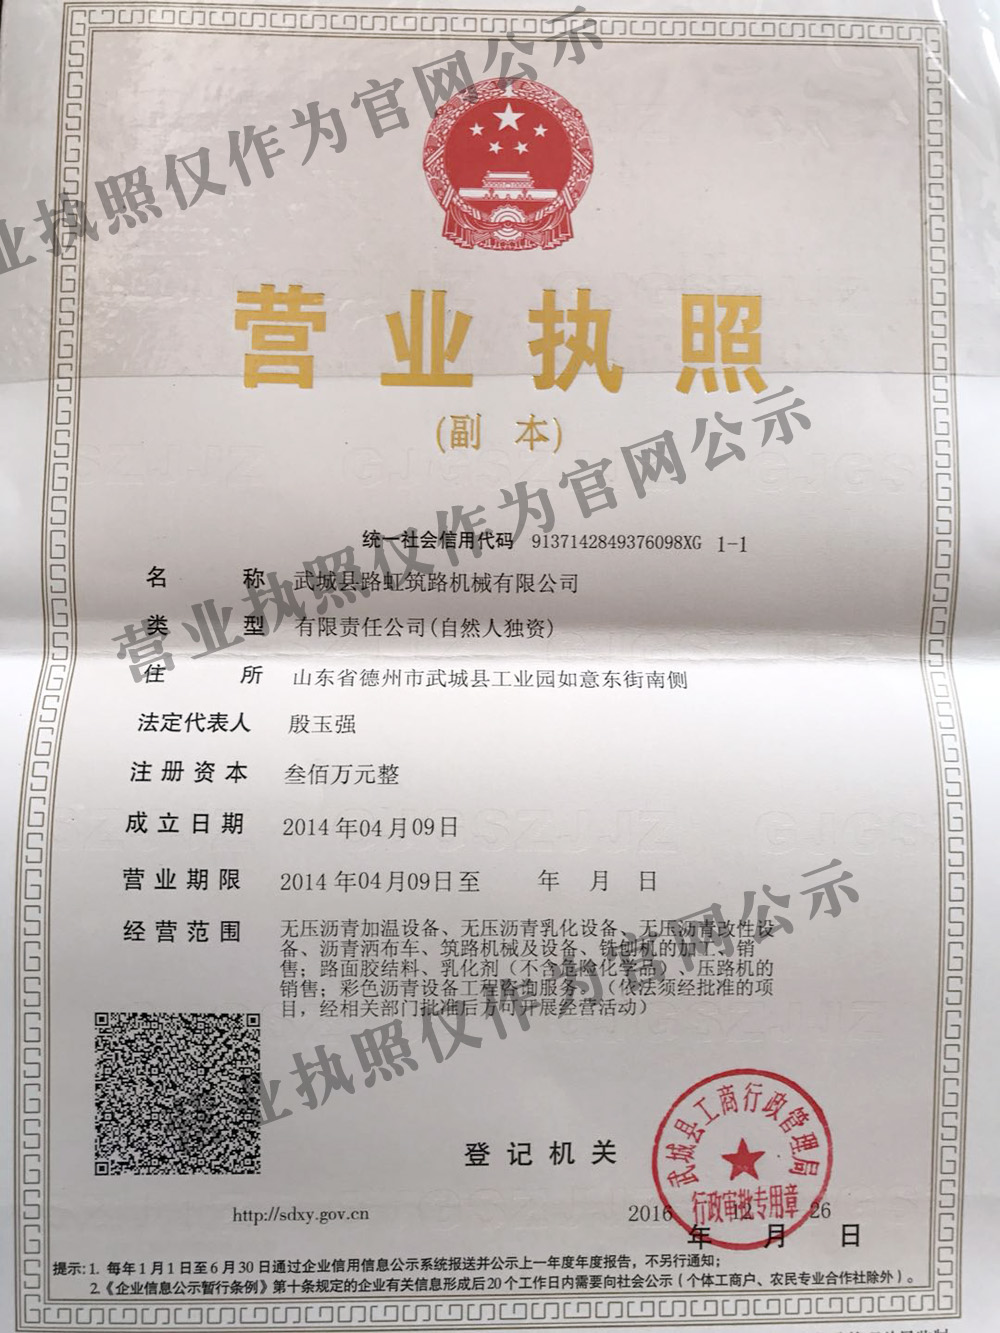 营业执照
(副 本)
统一社会信用代码 9137142849376098XG 1-1
名 称 武城县路虹筑路机械有限公司
类 型 有限责任公司(自然人独资)
住 所 山东省德州市武城县工业园如意东街南侧
法定代表人 殷玉强
注册资本 叁佰万元整
成立日期 2014年04月09日
营业期限 2014年04月09日至 年 月 日
经营范围 无压沥青加温设备、无压沥青乳化设备、无压沥青改性设
备、沥青洒布车、筑路机械及设备、铣刨机的加工、销
售；路面胶结料、乳化剂（不含危险化学品）、压路机的
销售；彩色沥青设备工程咨询服务。（依法须经批准的项
目，经相关部门批准后方可开展经营活动）
登记机关
武城县工商行政管理局
行政审批专用章
2016 12 26
年 月 日
http://sdxy.gov.cn
提示：1. 每年1月1日至6月30日通过企业信用信息公示系统报送并公示上一年度年度报告，不另行通知；
2.《企业信息公示暂行条例》第十条规定的企业有关信息形成后20个工作日内需要向社会公示（个体工商户、农民专业合作社除外）。
业执照仅作为官网公示
营业执照仅作为官网公示
业执照仅作为官网公示